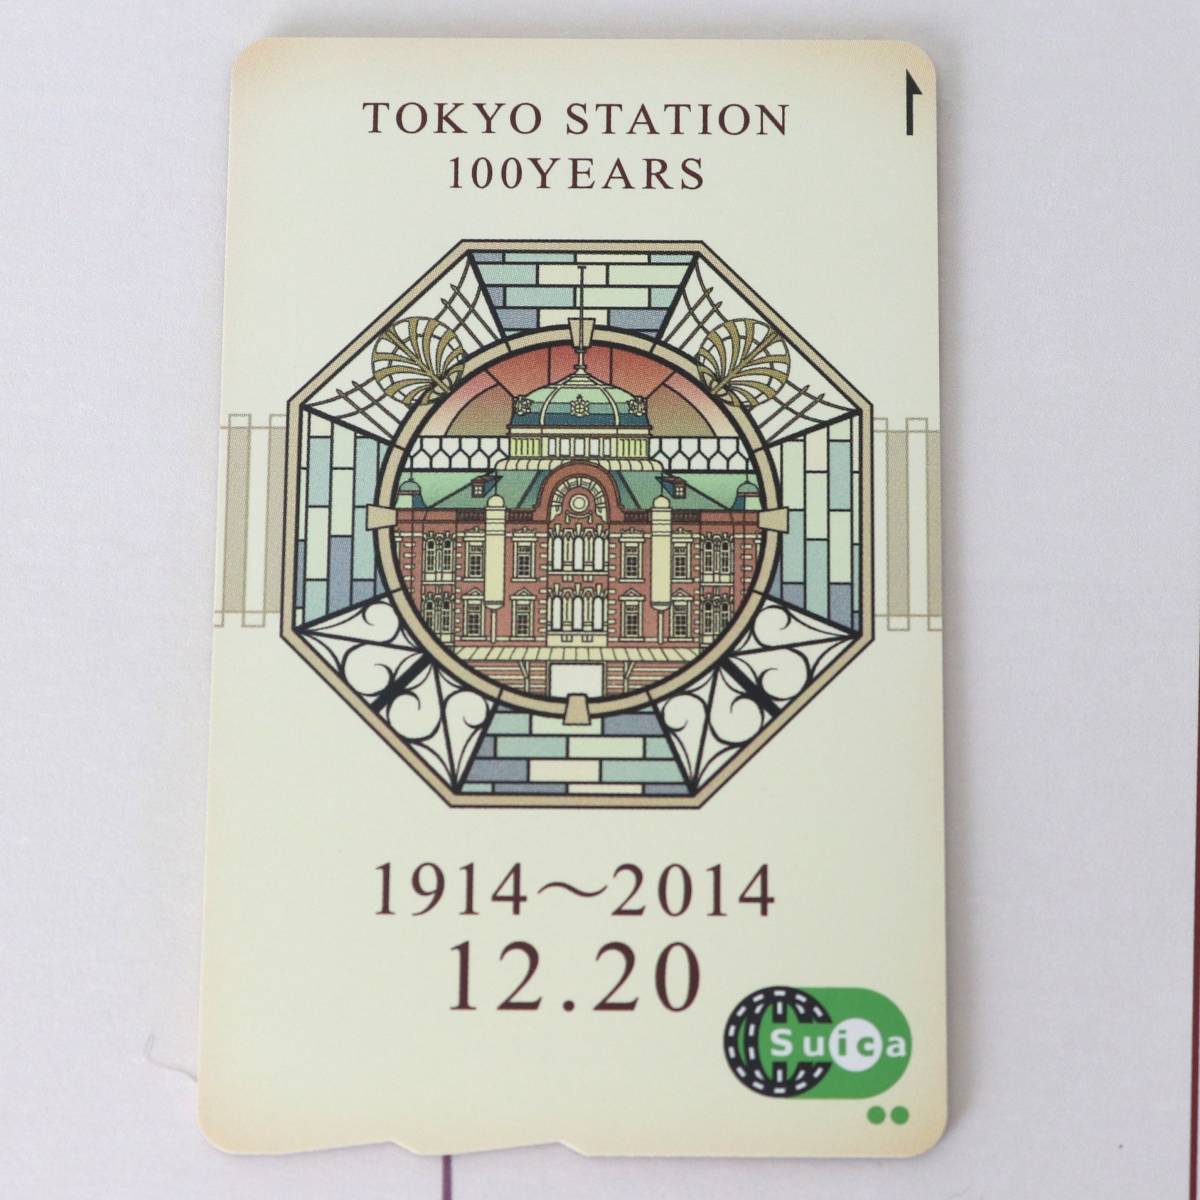 TOKYO STATION
100YEARS
1914～2014
12.20
Suica